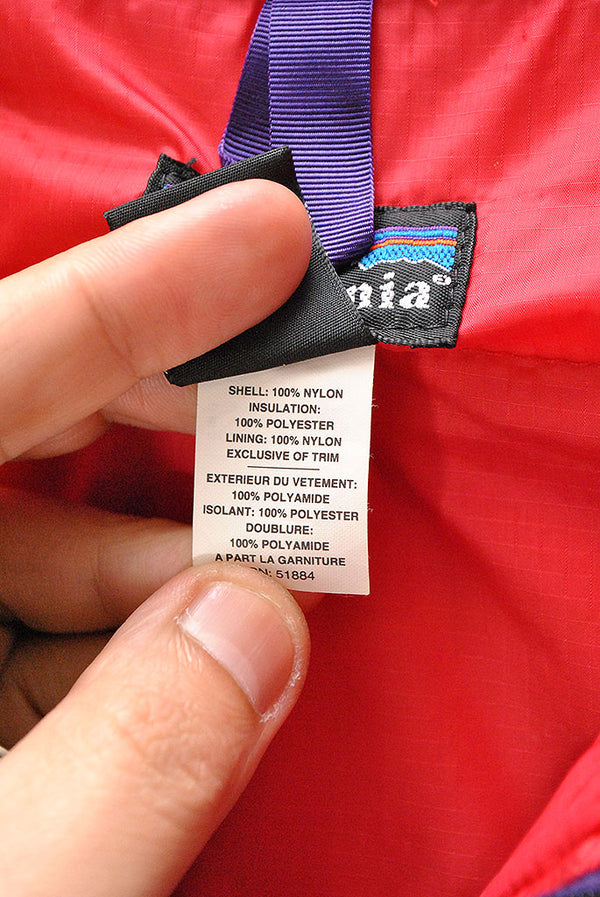 nia®
SHELL: 100% NYLON
INSULATION:
100% POLYESTER
LINING: 100% NYLON
EXCLUSIVE OF TRIM
EXTERIEUR DU VETEMENT:
100% POLYAMIDE
ISOLANT: 100% POLYESTER
DOUBLURE:
100% POLYAMIDE
A PART LA GARNITURE
51884